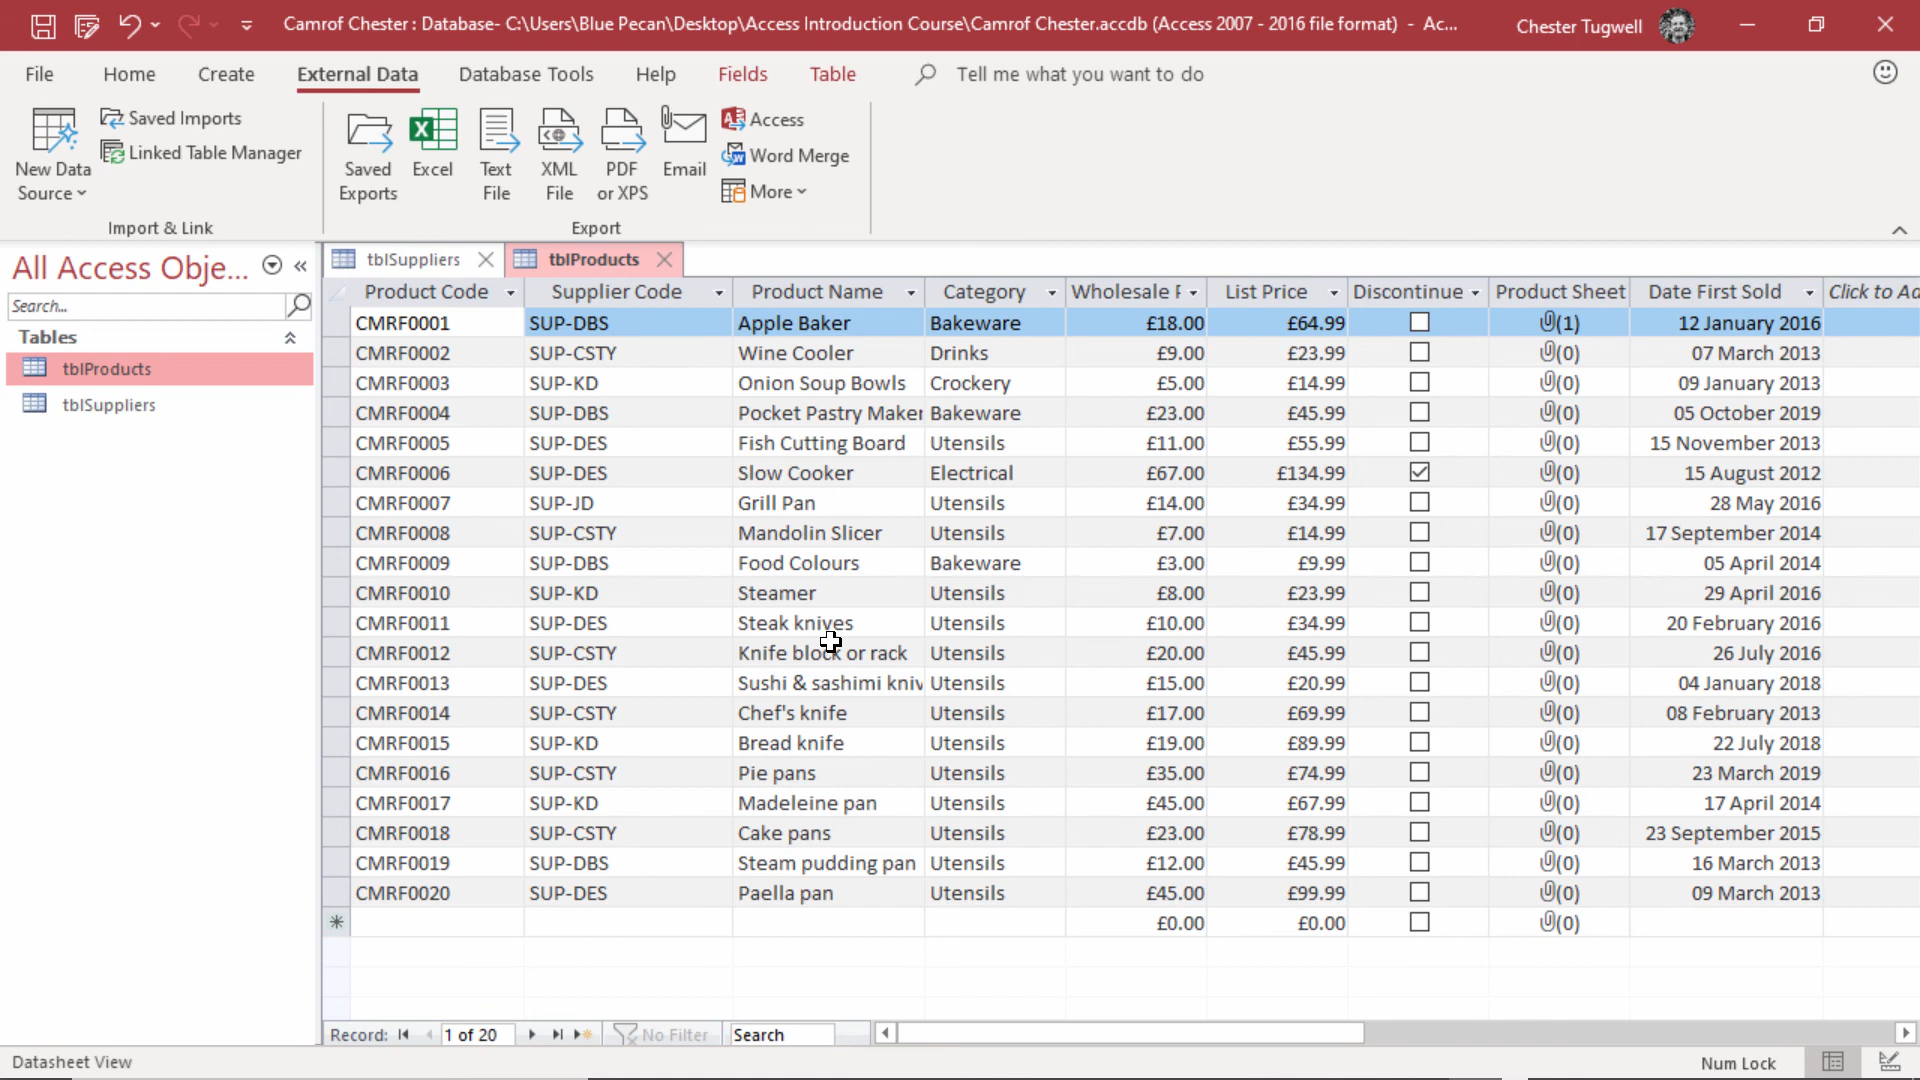 Camrof Chester : Database- C:\Users\Blue Pecan\Desktop\Access Introduction Course\Camrof Chester.accdb (Access 2007 - 2016 file format) - Ac...
Chester Tugwell
File Home Create External Data Database Tools Help Fields Table Tell me what you want to do
New Data Source
Saved Imports
Linked Table Manager
Import & Link
Saved Exports
Excel
Text File
XML File
PDF or XPS
Email
Access
Word Merge
More
Export
All Access Obje...
Search...
Tables
tblProducts
tblSuppliers
tblSuppliers tblProducts
Product Code Supplier Code Product Name Category Wholesale List Price Discontinue Product Sheet Date First Sold Click to Ad
CMRF0001 SUP-DBS Apple Baker Bakeware £18.00 £64.99 (1) 12 January 2016
CMRF0002 SUP-CSTY Wine Cooler Drinks £9.00 £23.99 (0) 07 March 2013
CMRF0003 SUP-KD Onion Soup Bowls Crockery £5.00 £14.99 (0) 09 January 2013
CMRF0004 SUP-DBS Pocket Pastry Maker Bakeware £23.00 £45.99 (0) 05 October 2019
CMRF0005 SUP-DES Fish Cutting Board Utensils £11.00 £55.99 (0) 15 November 2013
CMRF0006 SUP-DES Slow Cooker Electrical £67.00 £134.99 (0) 15 August 2012
CMRF0007 SUP-JD Grill Pan Utensils £14.00 £34.99 (0) 28 May 2016
CMRF0008 SUP-CSTY Mandolin Slicer Utensils £7.00 £14.99 (0) 17 September 2014
CMRF0009 SUP-DBS Food Colours Bakeware £3.00 £9.99 (0) 05 April 2014
CMRF0010 SUP-KD Steamer Utensils £8.00 £23.99 (0) 29 April 2016
CMRF0011 SUP-DES Steak knives Utensils £10.00 £34.99 (0) 20 February 2016
CMRF0012 SUP-CSTY Knife block or rack Utensils £20.00 £45.99 (0) 26 July 2016
CMRF0013 SUP-DES Sushi & sashimi kniv Utensils £15.00 £20.99 (0) 04 January 2018
CMRF0014 SUP-CSTY Chef's knife Utensils £17.00 £69.99 (0) 08 February 2013
CMRF0015 SUP-KD Bread knife Utensils £19.00 £89.99 (0) 22 July 2018
CMRF0016 SUP-CSTY Pie pans Utensils £35.00 £74.99 (0) 23 March 2019
CMRF0017 SUP-KD Madeleine pan Utensils £45.00 £67.99 (0) 17 April 2014
CMRF0018 SUP-CSTY Cake pans Utensils £23.00 £78.99 (0) 23 September 2015
CMRF0019 SUP-DBS Steam pudding pan Utensils £12.00 £45.99 (0) 16 March 2013
CMRF0020 SUP-DES Paella pan Utensils £45.00 £99.99 (0) 09 March 2013
£0.00 £0.00 (0)
Record: 1 of 20 No Filter Search
Datasheet View Num Lock